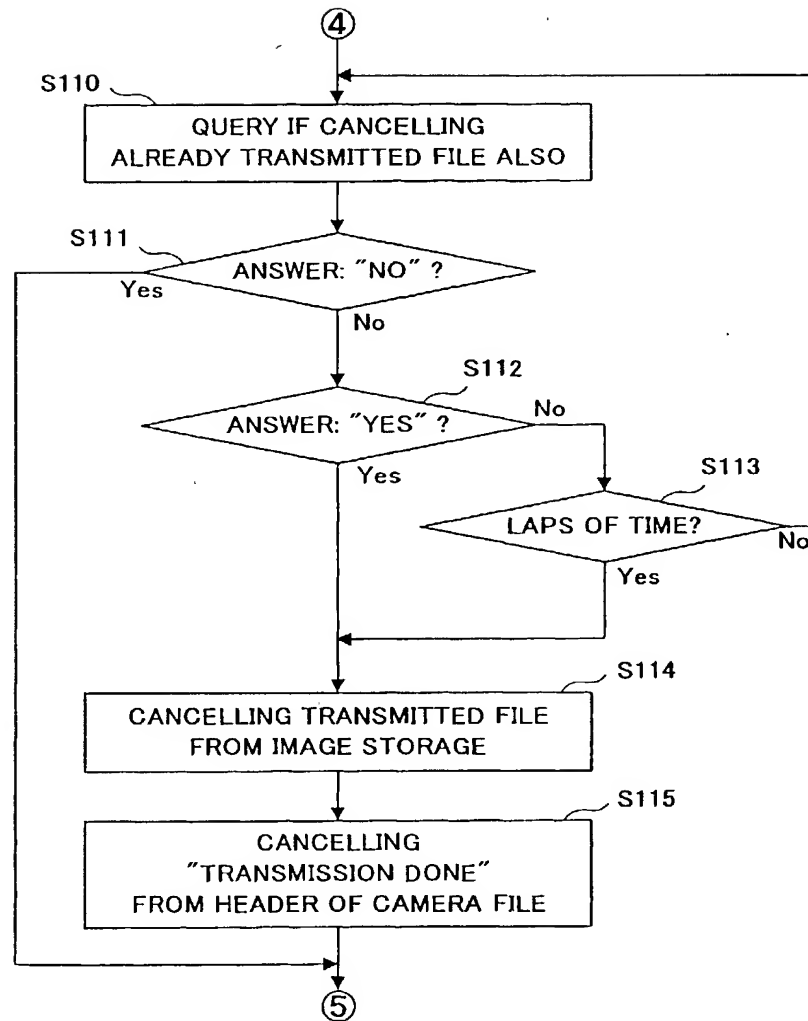 ④
S110
QUERY IF CANCELLING
ALREADY TRANSMITTED FILE ALSO
S111
ANSWER: "NO" ?
Yes
No
S112
ANSWER: "YES" ?
No
Yes
S113
LAPS OF TIME?
No
Yes
S114
CANCELLING TRANSMITTED FILE
FROM IMAGE STORAGE
S115
CANCELLING
"TRANSMISSION DONE"
FROM HEADER OF CAMERA FILE
⑤